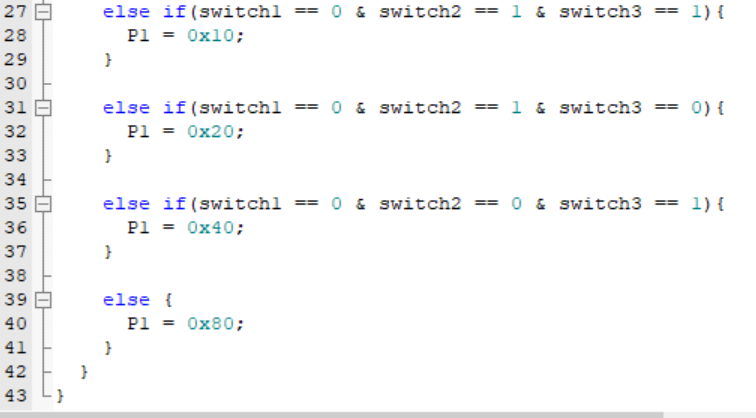 27 else if(switch1 == 0 & switch2 == 1 & switch3 == 1){
28 P1 = 0x10;
29 }
30
31 else if(switch1 == 0 & switch2 == 1 & switch3 == 0){
32 P1 = 0x20;
33 }
34
35 else if(switch1 == 0 & switch2 == 0 & switch3 == 1){
36 P1 = 0x40;
37 }
38
39 else {
40 P1 = 0x80;
41 }
42 }
43 }